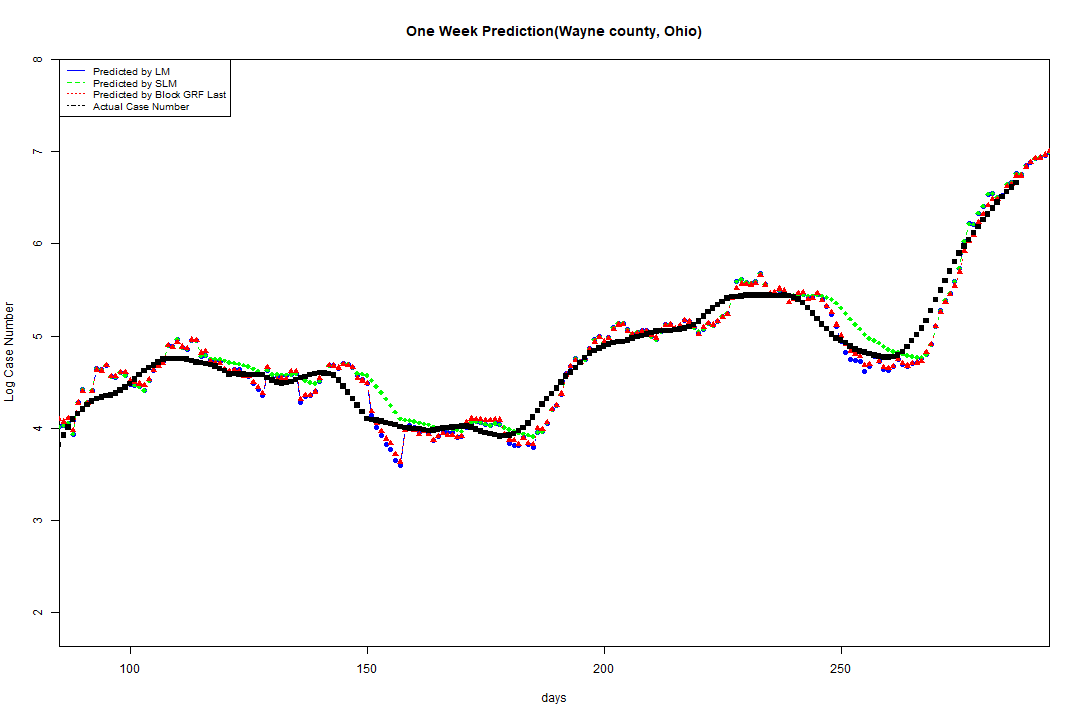 One Week Prediction(Wayne county, Ohio)
Predicted by LM
Predicted by SLM
Predicted by Block GRF Last
Actual Case Number
8
7
6
5
4
3
2
Log Case Number
100
150
200
250
days